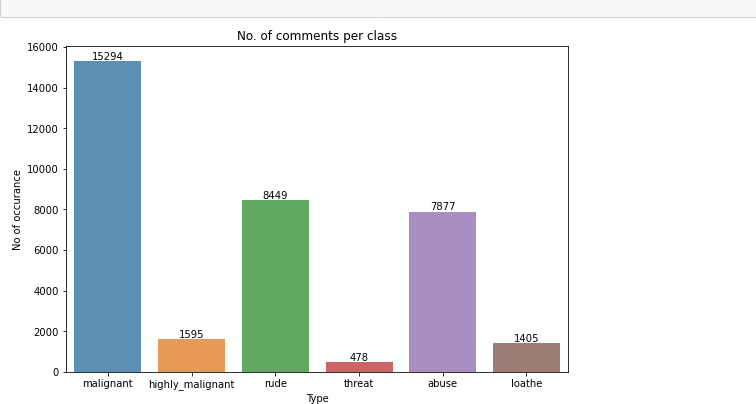 No. of comments per class
No of occurance
16000
14000
12000
10000
8000
6000
4000
2000
0
15294
1595
8449
478
7877
1405
malignant
highly_malignant
rude
threat
abuse
loathe
Type